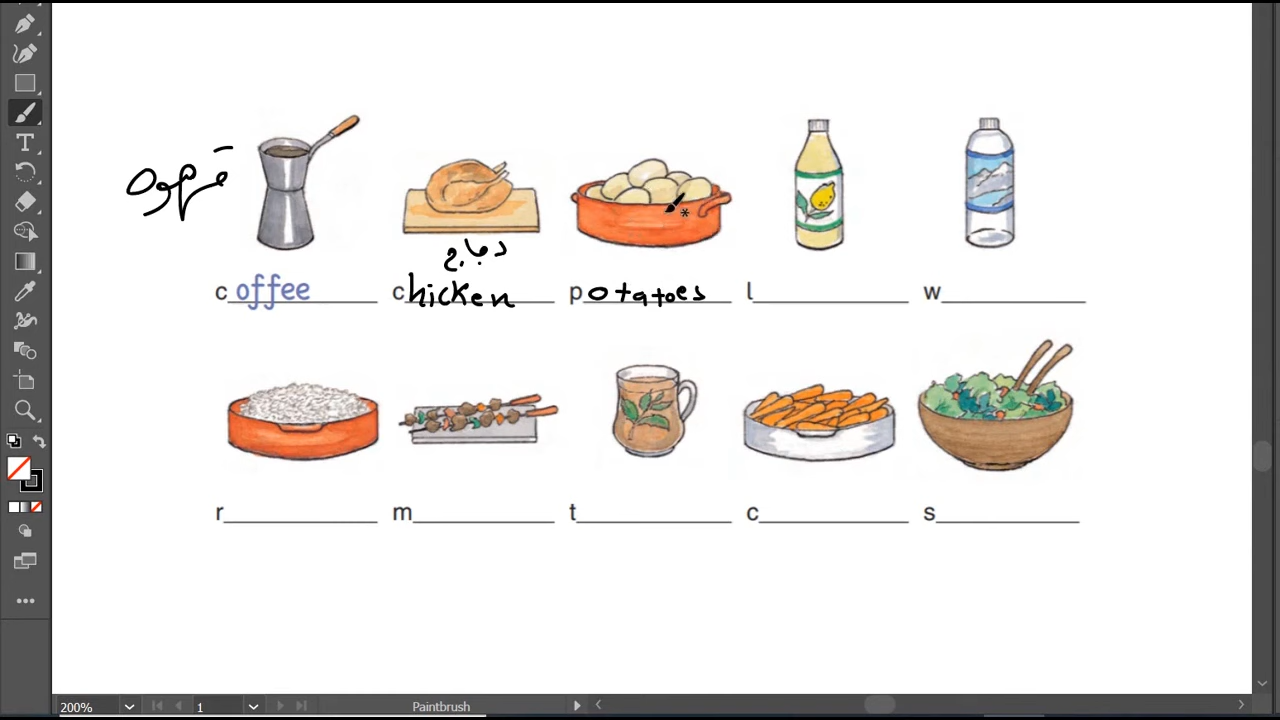 قهوة
دجاج
coffee chicken potatoes l w
r m t c s
200% 1 Paintbrush